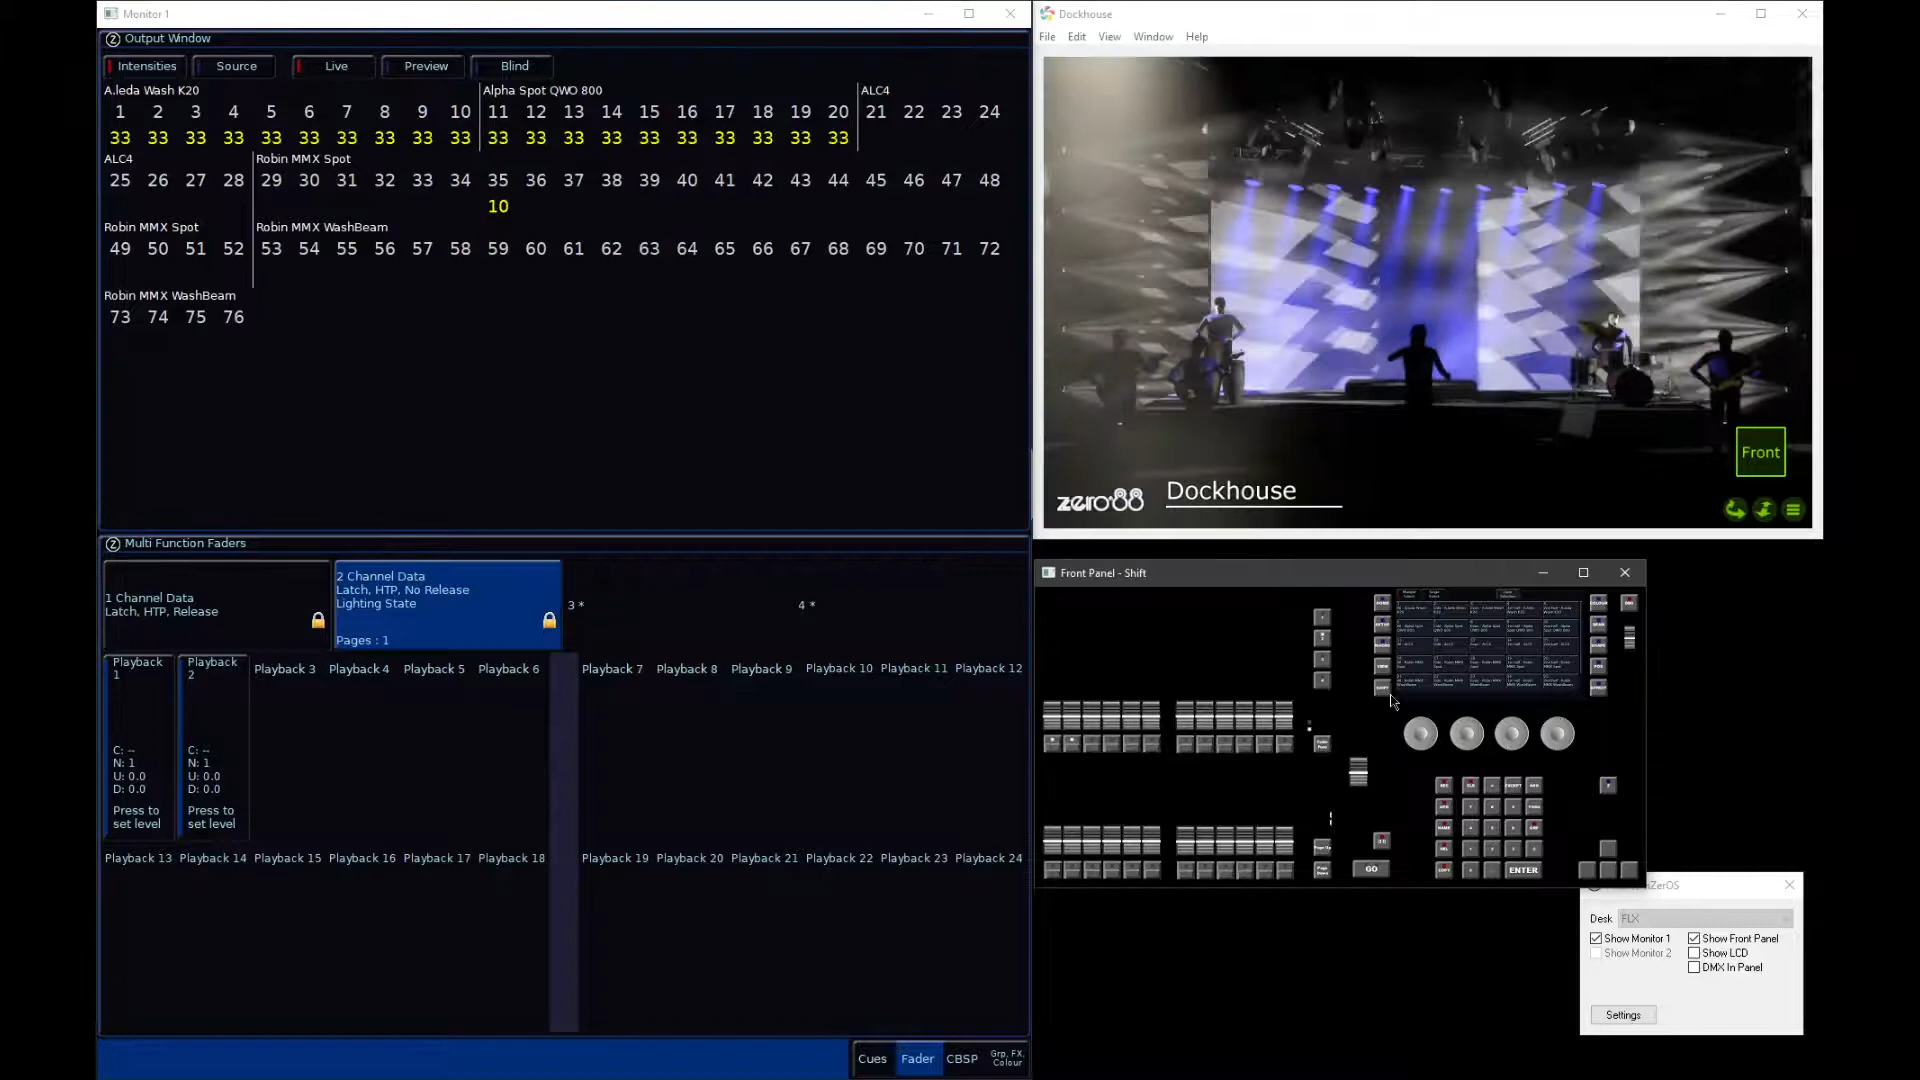 Monitor 1
Output Window
Intensities Source Live Preview Blind
A.leda Wash K20 Alpha Spot QWO 800 ALC4
1 2 3 4 5 6 7 8 9 10 11 12 13 14 15 16 17 18 19 20 21 22 23 24
33 33 33 33 33 33 33 33 33 33 33 33 33 33 33 33 33 33 33 33
ALC4 Robin MMX Spot
25 26 27 28 29 30 31 32 33 34 35 36 37 38 39 40 41 42 43 44 45 46 47 48
10
Robin MMX Spot Robin MMX WashBeam
49 50 51 52 53 54 55 56 57 58 59 60 61 62 63 64 65 66 67 68 69 70 71 72
Robin MMX WashBeam
73 74 75 76
Multi Function Faders
1 Channel Data
Latch, HTP, Release
2 Channel Data
Latch, HTP, No Release
Lighting State
Pages : 1
3 *
4 *
Playback 1
C: --
N: 1
U: 0.0
D: 0.0
Press to
set level
Playback 2
C: --
N: 1
U: 0.0
D: 0.0
Press to
set level
Playback 3 Playback 4 Playback 5 Playback 6 Playback 7 Playback 8 Playback 9 Playback 10 Playback 11 Playback 12
Playback 13 Playback 14 Playback 15 Playback 16 Playback 17 Playback 18 Playback 19 Playback 20 Playback 21 Playback 22 Playback 23 Playback 24
Cues Fader CBSP Grp, FX, Colour
Dockhouse
File Edit View Window Help
Front
zero88 Dockhouse
Front Panel - Shift
GO
ENTER
Desk FLX
Show Monitor 1 Show Front Panel
Show Monitor 2 Show LCD
DMX In Panel
Settings